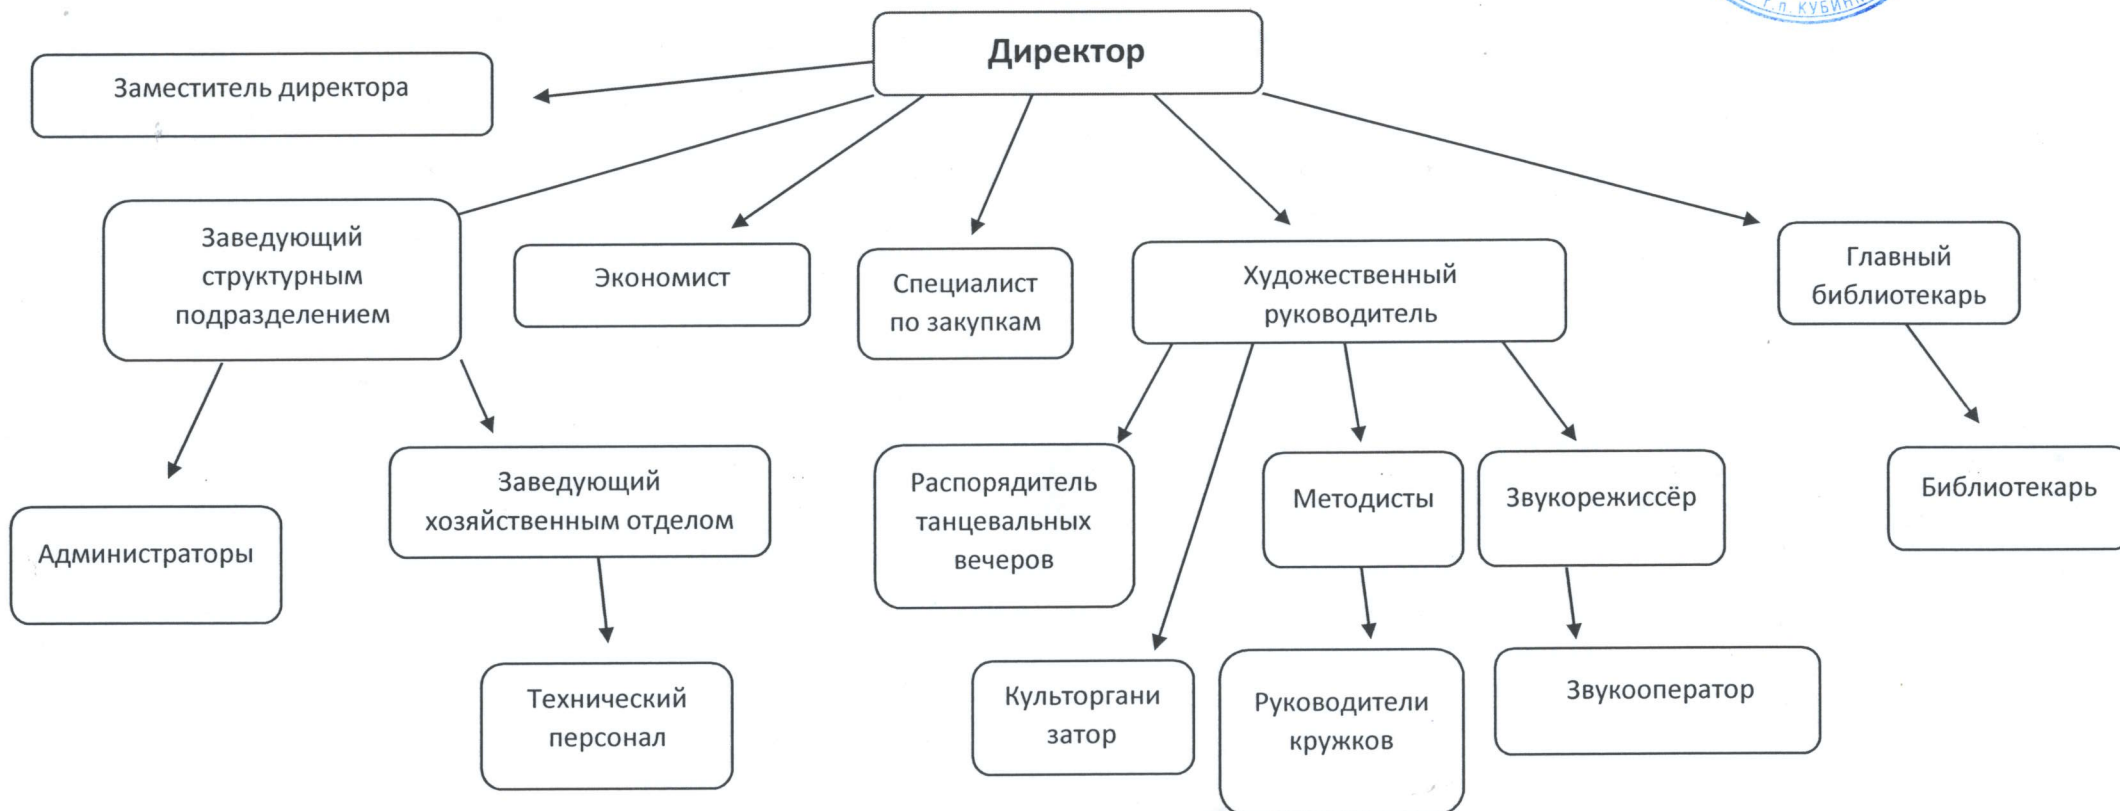 г.п. КУБИНК
Директор
Заместитель директора
Заведующий
структурным
подразделением
Экономист
Специалист
по закупкам
Художественный
руководитель
Главный
библиотекарь
Администраторы
Заведующий
хозяйственным отделом
Распорядитель
танцевальных
вечеров
Методисты
Звукорежиссёр
Библиотекарь
Технический
персонал
Культоргани
затор
Руководители
кружков
Звукооператор